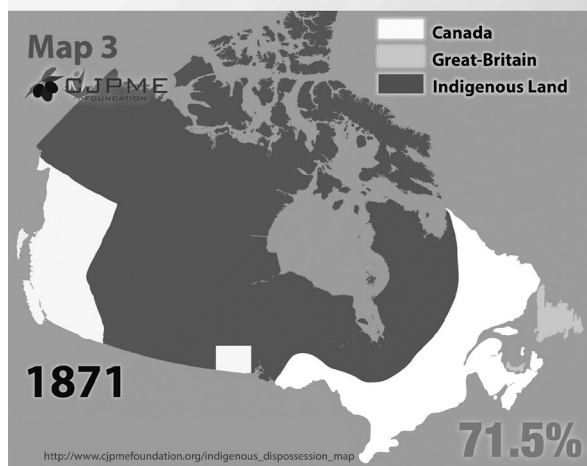 Map 3
CJPME
FOUNDATION
Canada
Great-Britain
Indigenous Land
1871
71.5%
http://www.cjpmefoundation.org/indigenous_dispossession_map